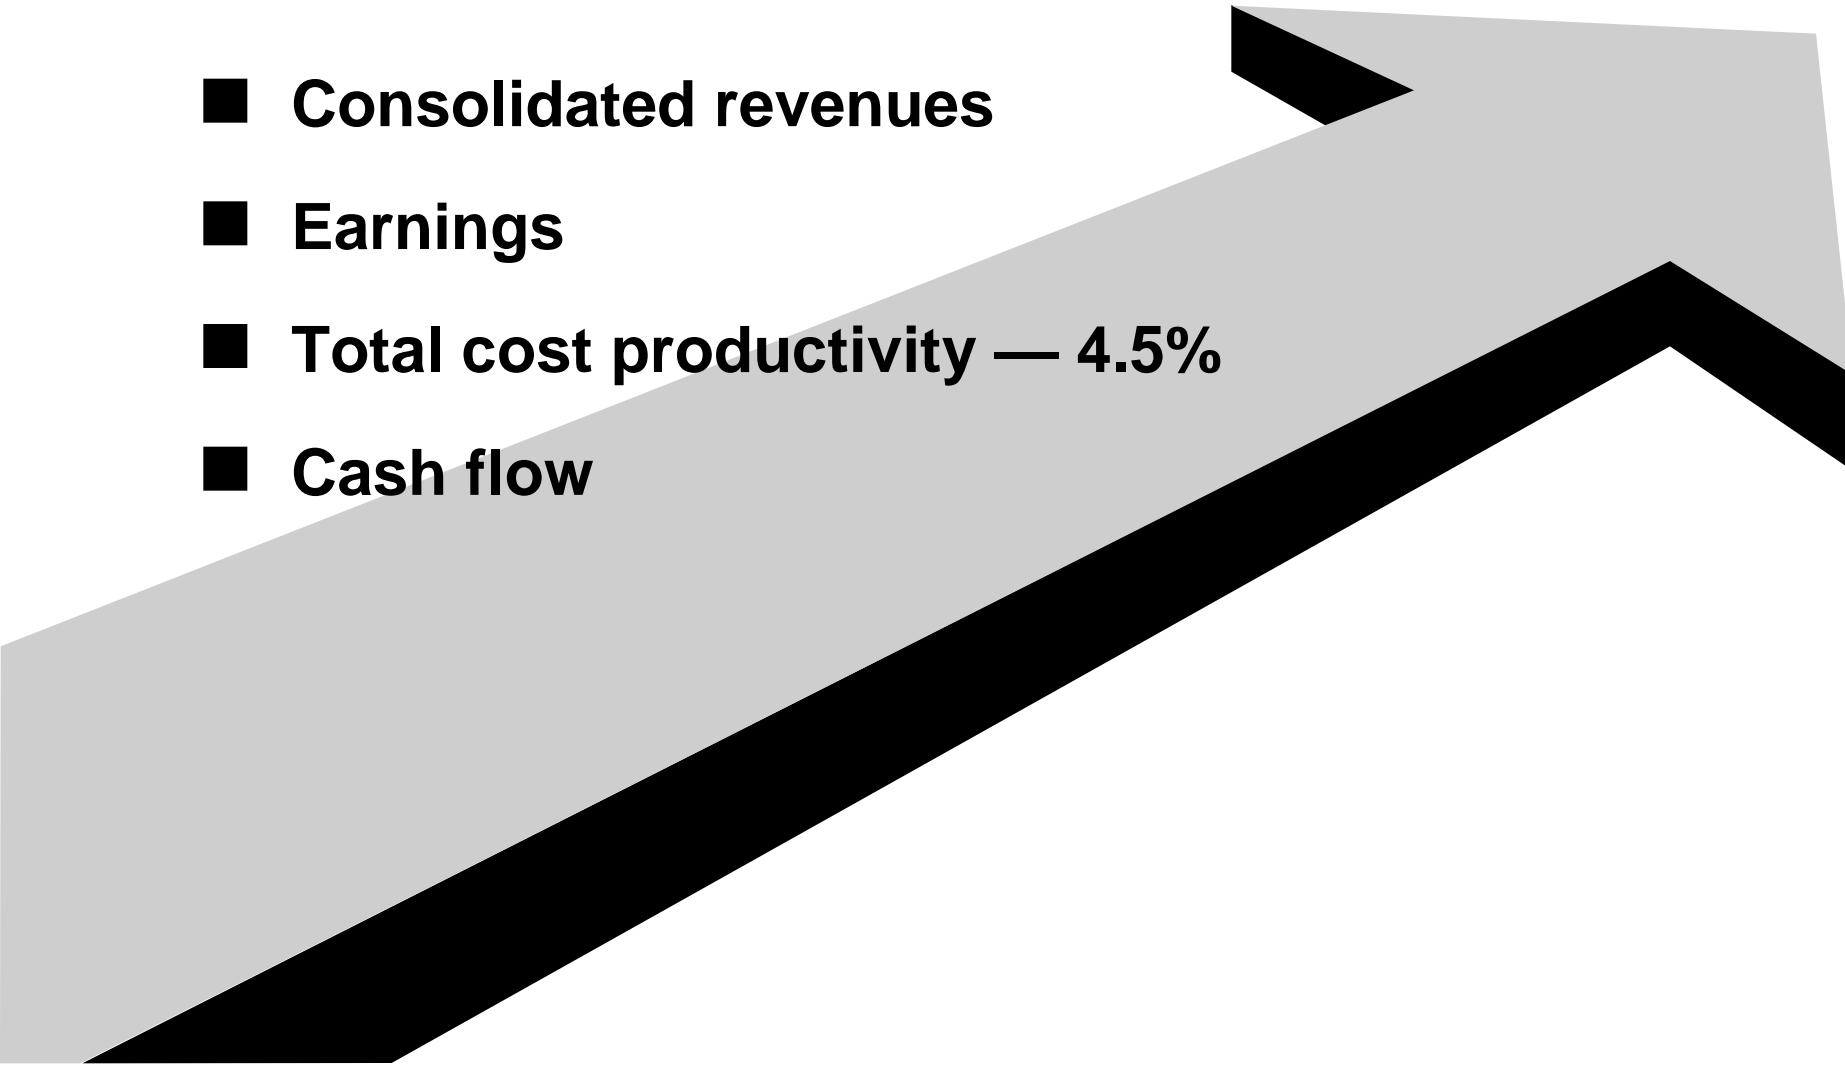 ■ Consolidated revenues
■ Earnings
■ Total cost productivity — 4.5%
■ Cash flow